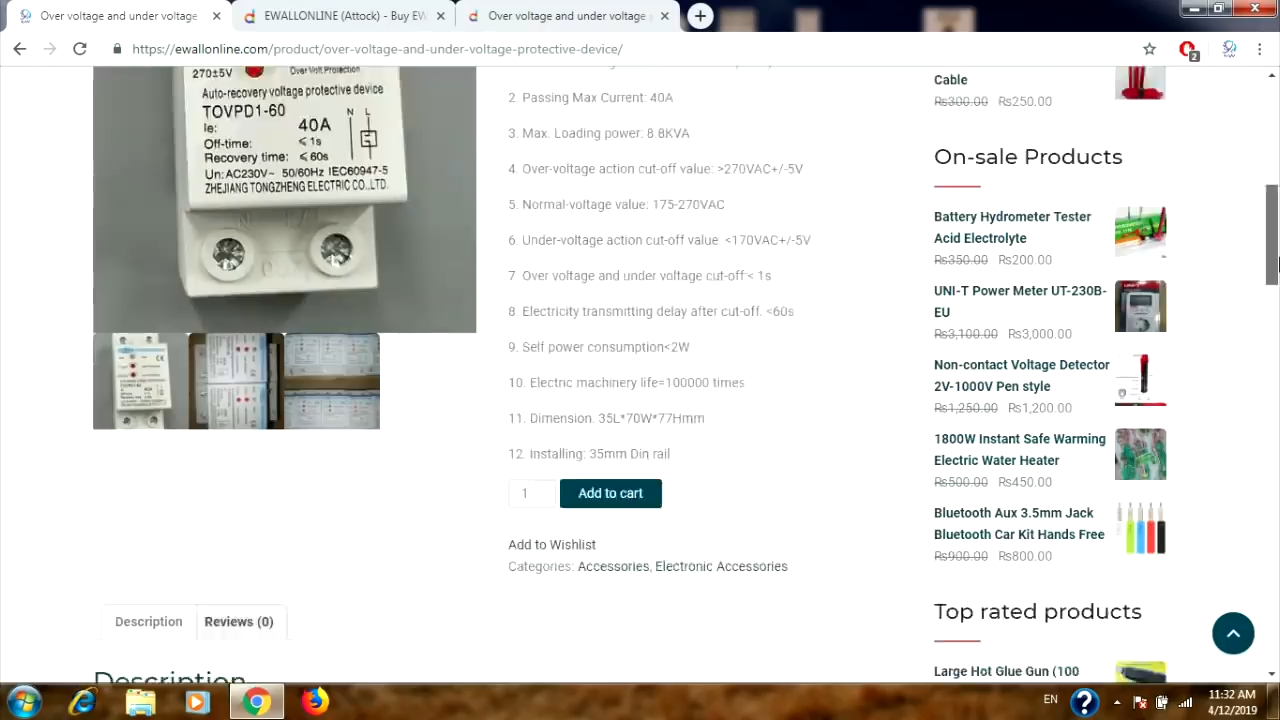 Over voltage and under voltage
EWALLONLINE (Attock) - Buy EW
Over voltage and under voltage
https://ewallonline.com/product/over-voltage-and-under-voltage-protective-device/
2
270±5V
Over Volt Protection
Auto-recovery voltage protective device
TOVPD1-60
Ie: 40A
N L
Off-time: ⩽1s
Recovery time: ⩽60s
Un: AC230V~ 50/60Hz IEC60947-5
ZHEJIANG TONGZHENG ELECTRIC CO.,LTD.
2. Passing Max Current: 40A
3. Max. Loading power: 8.8KVA
4. Over-voltage action cut-off value: >270VAC+/-5V
5. Normal-voltage value: 175-270VAC
6. Under-voltage action cut-off value <170VAC+/-5V
7 Over voltage and under voltage cut-off < 1s
8 Electricity transmitting delay after cut-off. <60s
9. Self power consumption<2W
10. Electric machinery life=100000 times
11. Dimension. 35L*70W*77Hmm
12. Installing: 35mm Din rail
1
Add to cart
Add to Wishlist
Categories: Accessories, Electronic Accessories
Description
Reviews (0)
Description
Cable
₨300.00 ₨250.00
On-sale Products
Battery Hydrometer Tester
Acid Electrolyte
₨350.00 ₨200.00
UNI-T Power Meter UT-230B-
EU
₨3,100.00 ₨3,000.00
Non-contact Voltage Detector
2V-1000V Pen style
₨1,250.00 ₨1,200.00
1800W Instant Safe Warming
Electric Water Heater
₨500.00 ₨450.00
Bluetooth Aux 3.5mm Jack
Bluetooth Car Kit Hands Free
₨900.00 ₨800.00
Top rated products
Large Hot Glue Gun (100
EN
11:32 AM
4/12/2019